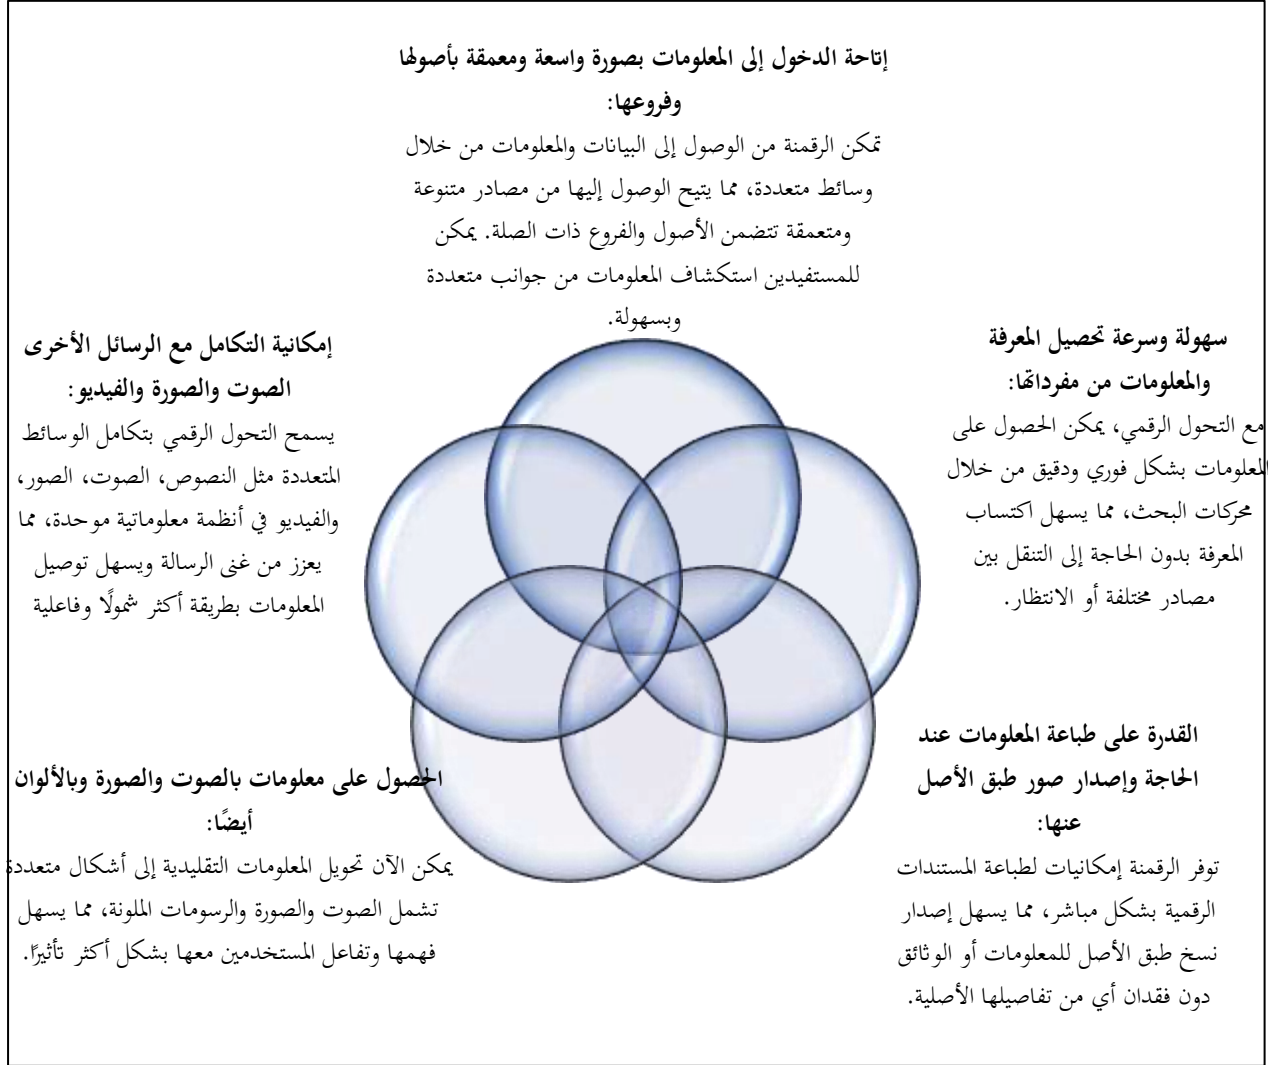 إتاحة الدخول إلى المعلومات بصورة واسعة ومعمقة بأصولها
وفروعها:
تمكن الرقمنة من الوصول إلى البيانات والمعلومات من خلال
وسائط متعددة، مما يتيح الوصول إليها من مصادر متنوعة
ومتعمقة تتضمن الأصول والفروع ذات الصلة. يمكن
للمستفيدين استكشاف المعلومات من جوانب متعددة
وبسهولة.
سهولة وسرعة تحصيل المعرفة
والمعلومات من مفرداتها:
مع التحول الرقمي، يمكن الحصول على
المعلومات بشكل فوري ودقيق من خلال
محركات البحث، مما يسهل اكتساب
المعرفة بدون الحاجة إلى التنقل بين
مصادر مختلفة أو الانتظار.
إمكانية التكامل مع الرسائل الأخرى
الصوت والصورة والفيديو:
يسمح التحول الرقمي بتكامل الوسائط
المتعددة مثل النصوص، الصوت، الصور،
والفيديو في أنظمة معلوماتية موحدة، مما
يعزز من غنى الرسالة ويسهل توصيل
المعلومات بطريقة أكثر شمولًا وفاعلية
القدرة على طباعة المعلومات عند
الحاجة وإصدار صور طبق الأصل
عنها:
توفر الرقمنة إمكانيات لطباعة المستندات
الرقمية بشكل مباشر، مما يسهل إصدار
نسخ طبق الأصل للمعلومات أو الوثائق
دون فقدان أي من تفاصيلها الأصلية.
الحصول على معلومات بالصوت والصورة وبالألوان
أيضًا:
يمكن الآن تحويل المعلومات التقليدية إلى أشكال متعددة
تشمل الصوت والصورة والرسومات الملونة، مما يسهل
فهمها وتفاعل المستخدمين معها بشكل أكثر تأثيرًا.